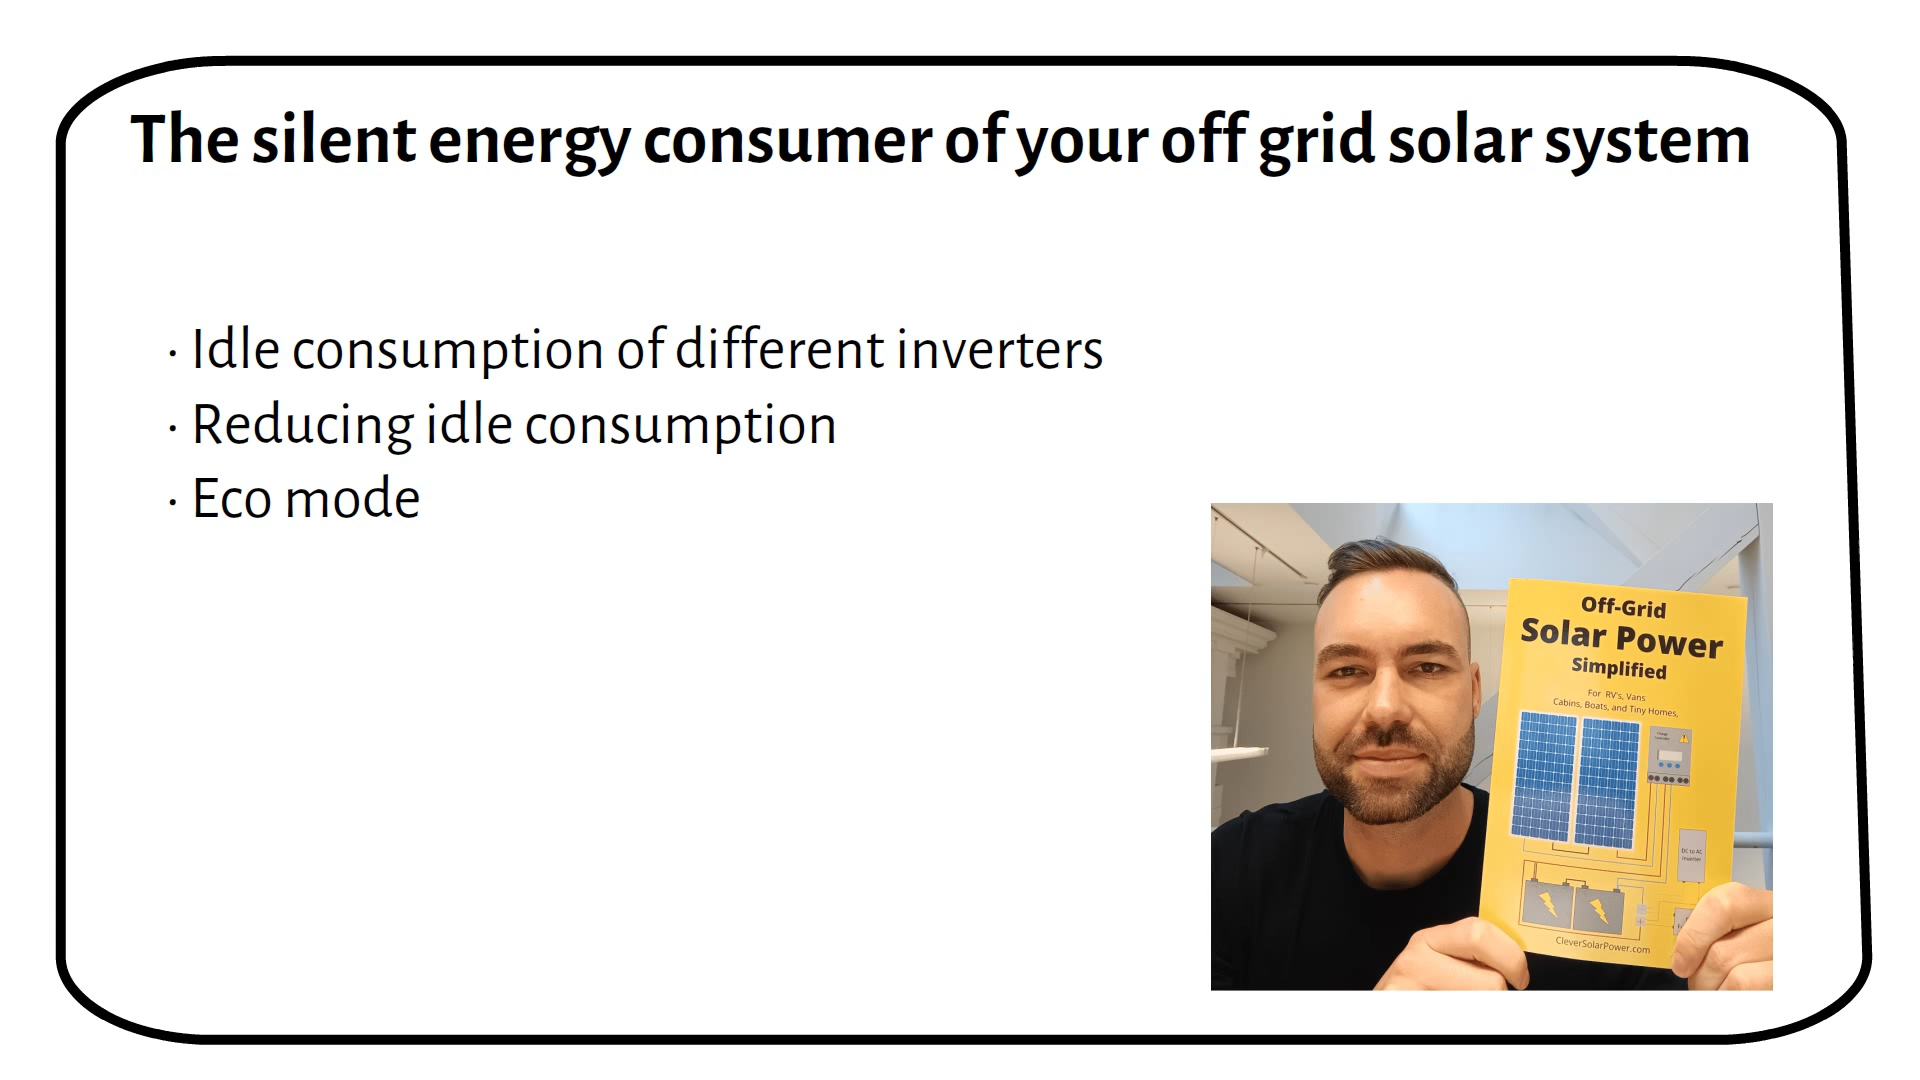 The silent energy consumer of your off grid solar system
· Idle consumption of different inverters
· Reducing idle consumption
· Eco mode
Off-Grid
Solar Power
Simplified
For RV's, Vans
Cabins, Boats, and Tiny Homes,
Charge
Controller
DC to AC
Inverter
CleverSolarPower.com